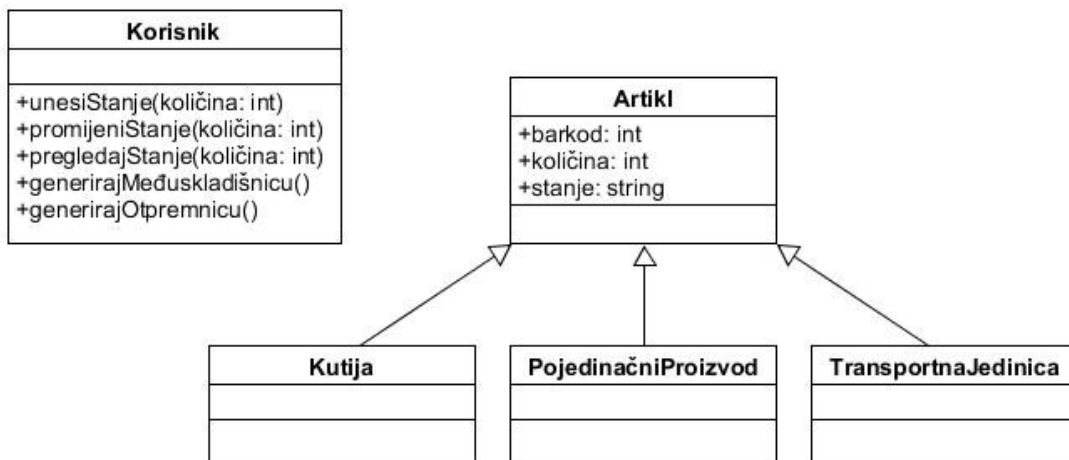 Korisnik
+unesiStanje(količina: int)
+promijeniStanje(količina: int)
+pregledajStanje(količina: int)
+generirajMeđuskladišnicu()
+generirajOtpremnicu()
Artikl
+barkod: int
+količina: int
+stanje: string
Kutija
PojedinačniProizvod
TransportnaJedinica